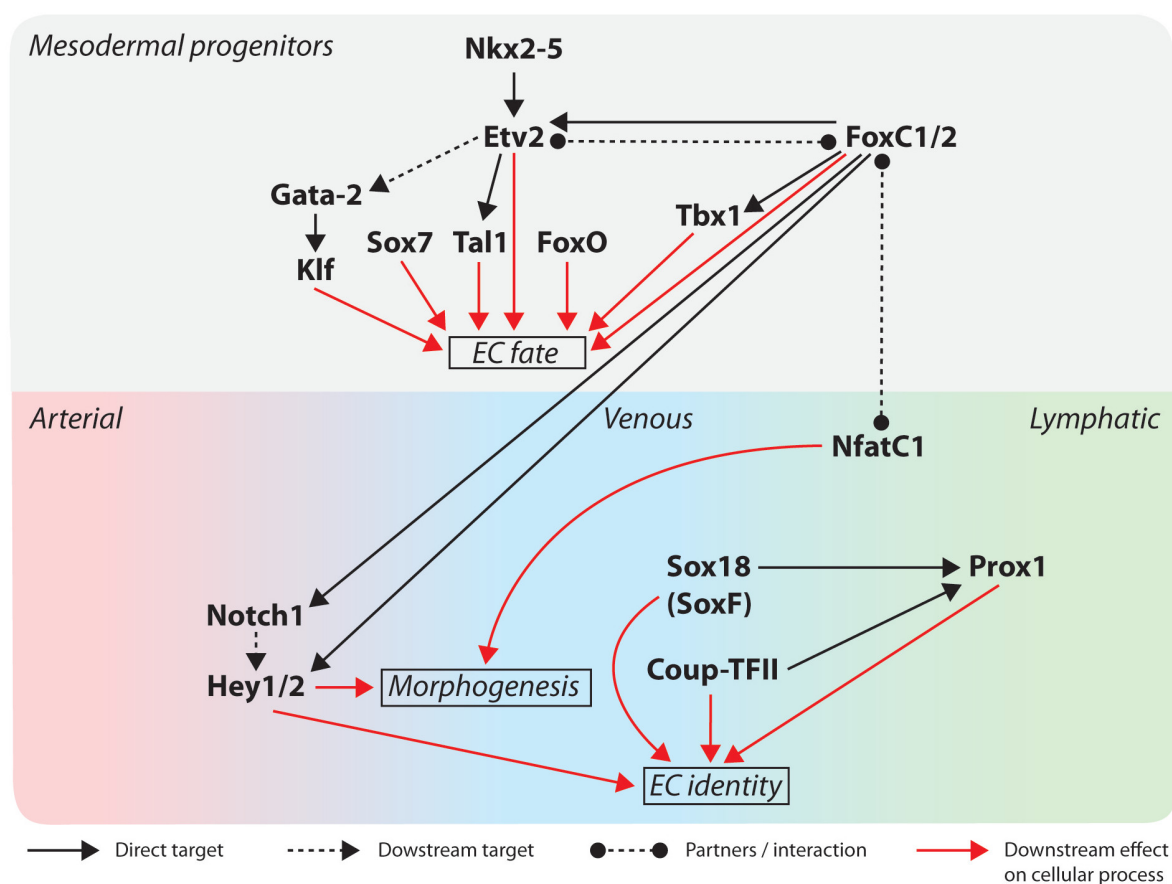 Mesodermal progenitors
Nkx2-5
Etv2
FoxC1/2
Gata-2
Tbx1
Sox7
Tal1
FoxO
Klf
EC fate
Arterial
Venous
Lymphatic
NfatC1
Sox18
(SoxF)
Prox1
Notch1
Coup-TFII
Hey1/2
Morphogenesis
EC identity
Direct target
Dowstream target
Partners / interaction
Downstream effect
on cellular process